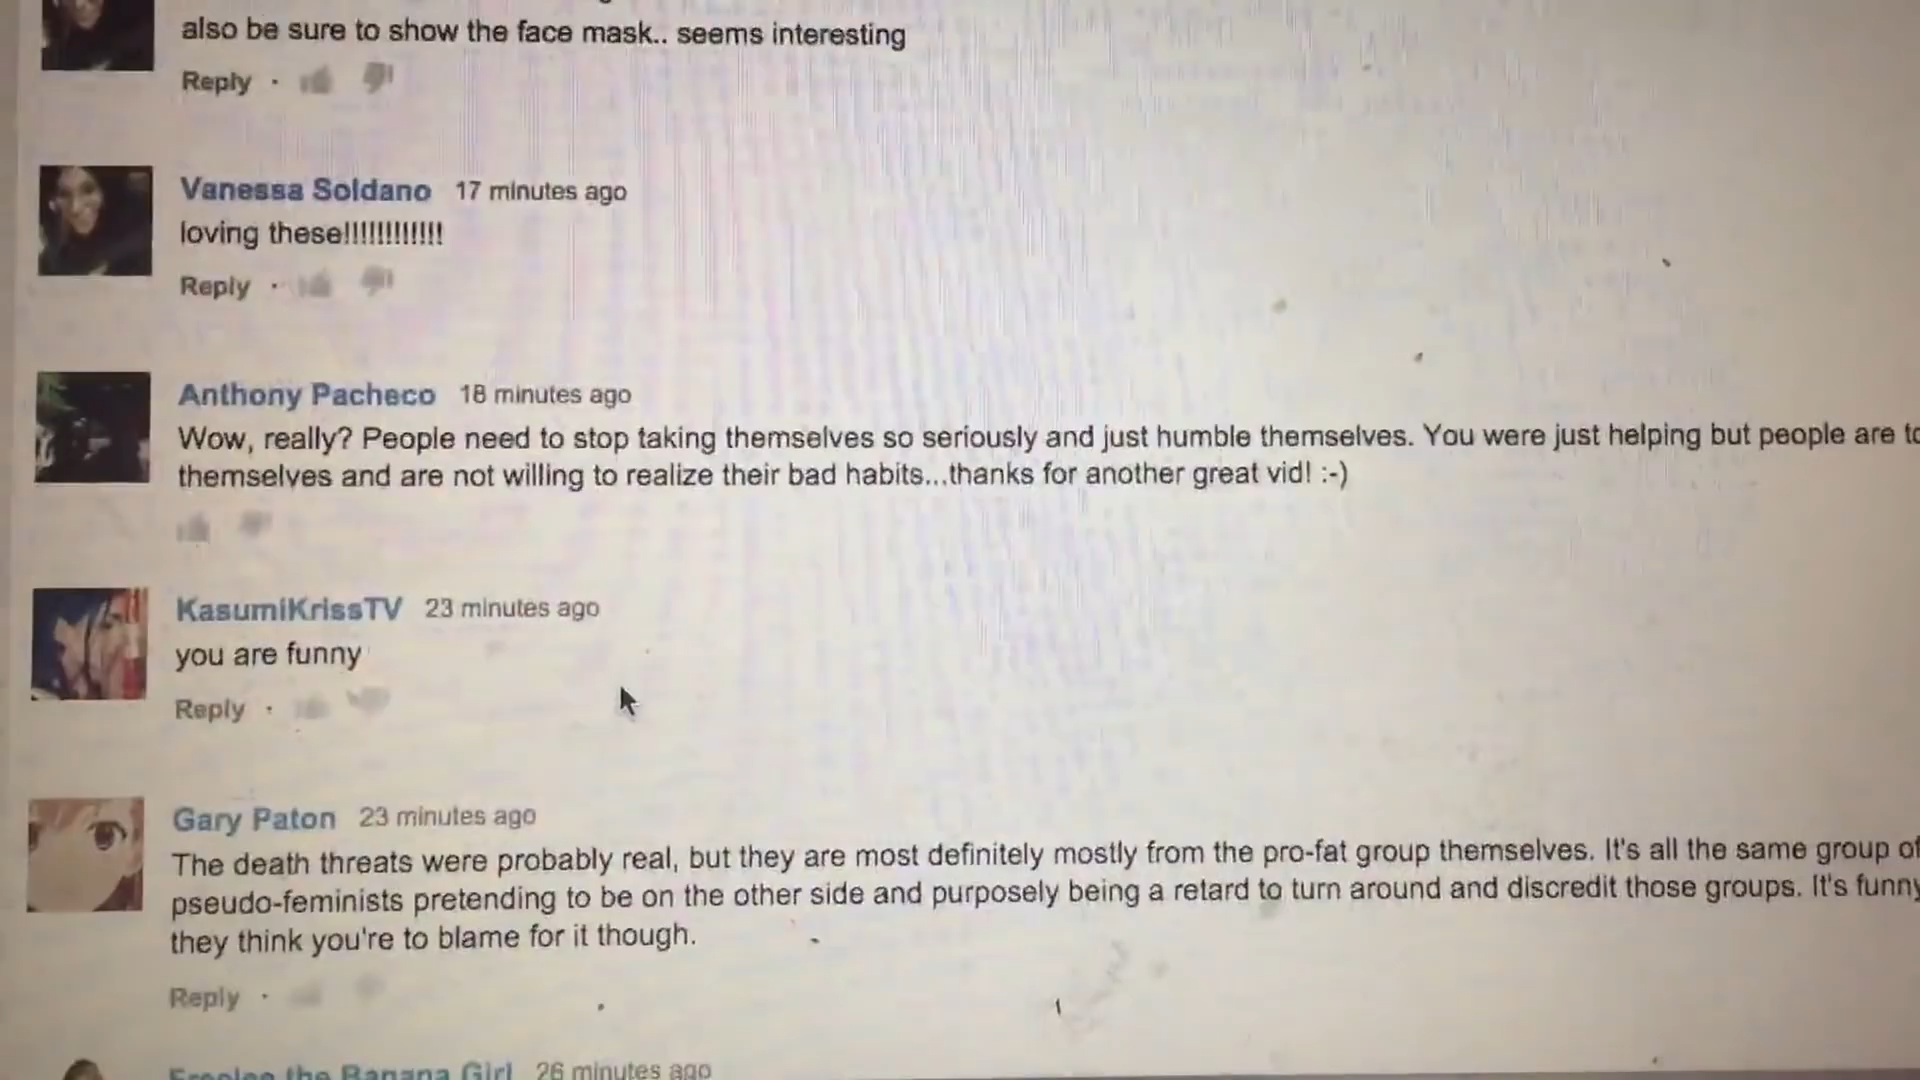 also be sure to show the face mask.. seems interesting
Reply ·
Vanessa Soldano 17 minutes ago
loving these!!!!!!!!!!!!
Reply ·
Anthony Pacheco 18 minutes ago
Wow, really? People need to stop taking themselves so seriously and just humble themselves. You were just helping but people are
themselves and are not willing to realize their bad habits...thanks for another great vid! :-)
KasumiKrissTV 23 minutes ago
you are funny
Reply ·
Gary Paton 23 minutes ago
The death threats were probably real, but they are most definitely mostly from the pro-fat group themselves. It's all the same group of
pseudo-feminists pretending to be on the other side and purposely being a retard to turn around and discredit those groups. It's funny
they think you're to blame for it though.
Reply ·
the Banana Girl 26 minutes ago